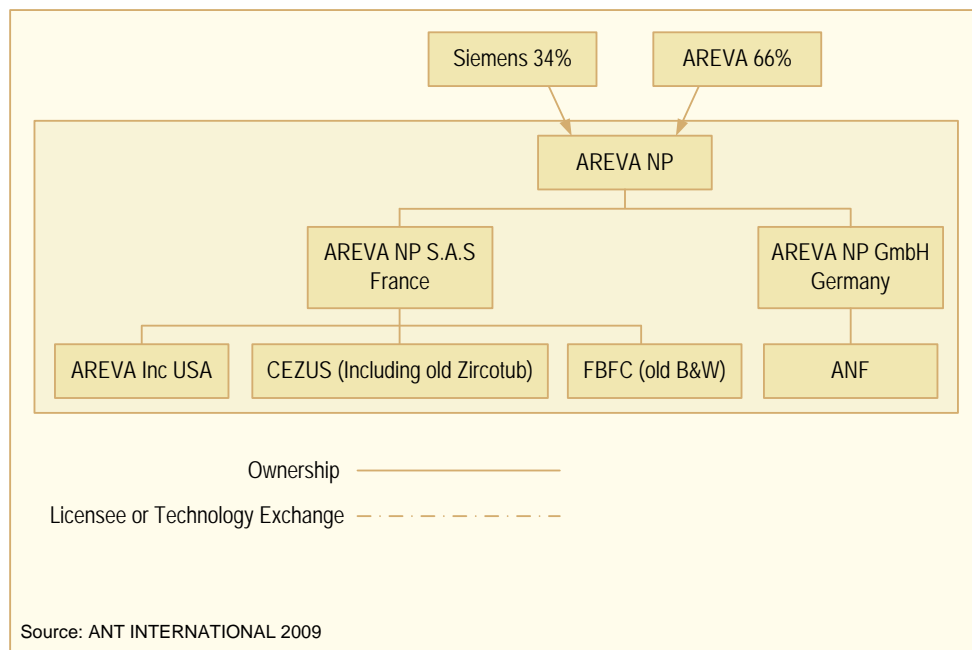 Siemens 34%
AREVA 66%
AREVA NP
AREVA NP S.A.S
France
AREVA NP GmbH
Germany
AREVA Inc USA
CEZUS (Including old Zircotub)
FBFC (old B&W)
ANF
Ownership
Licensee or Technology Exchange
Source: ANT INTERNATIONAL 2009